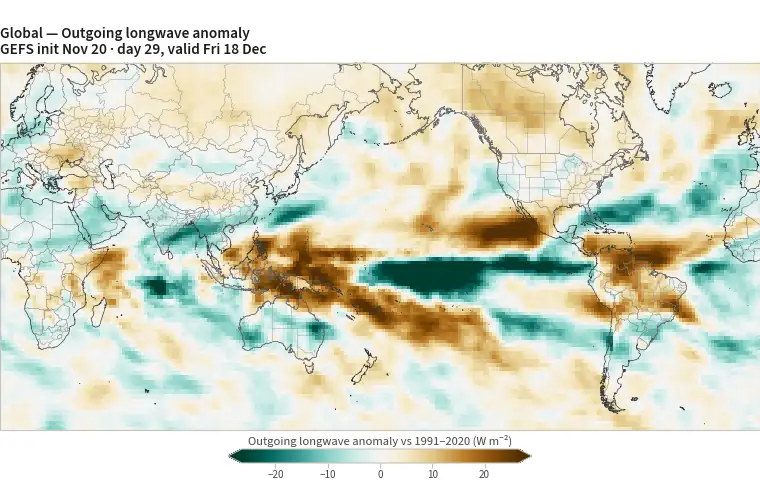 Global — Outgoing longwave anomaly
GEFS init Nov 20 · day 29, valid Fri 18 Dec
Outgoing longwave anomaly vs 1991–2020 (W m⁻²)
−20 −10 0 10 20